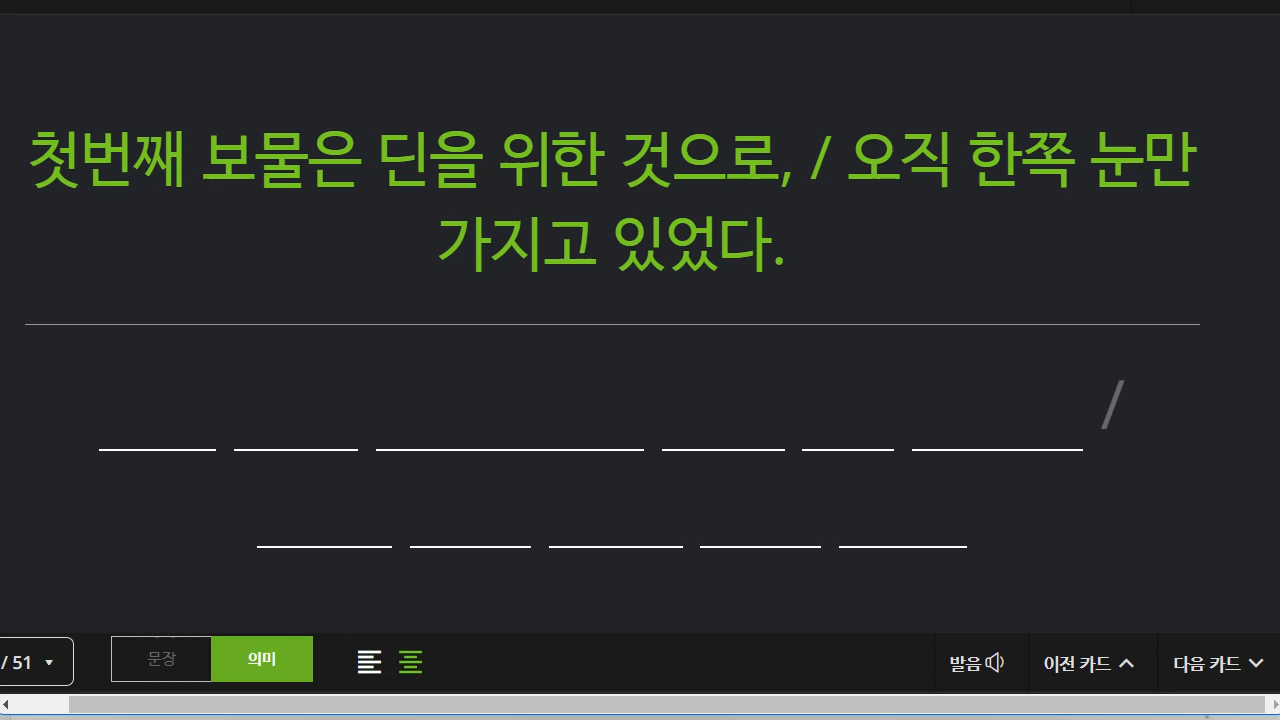 첫번째 보물은 딘을 위한 것으로, / 오직 한쪽 눈만
가지고 있었다.
/
/ 51
문장
의미
발음
이전 카드
다음 카드